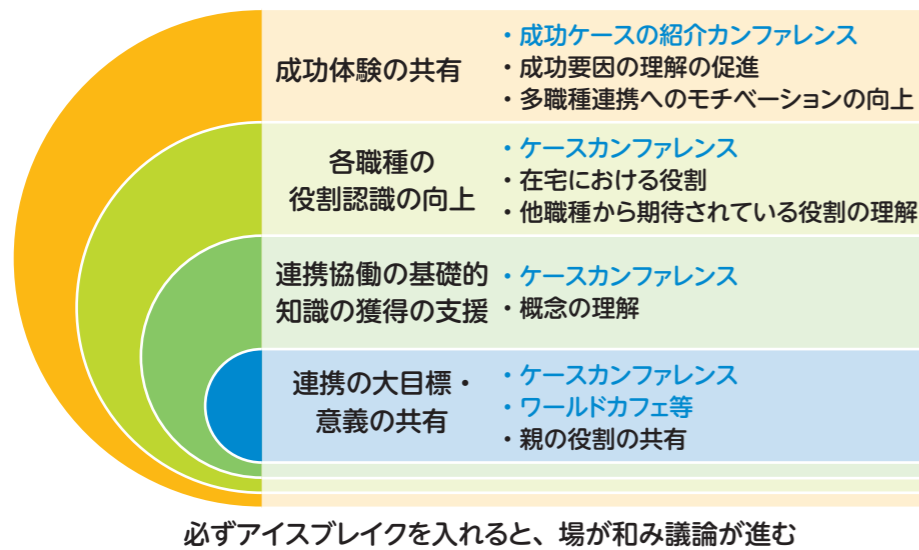 成功体験の共有
・成功ケースの紹介カンファレンス
・成功要因の理解の促進
・多職種連携へのモチベーションの向上
各職種の
役割認識の向上
・ケースカンファレンス
・在宅における役割
・他職種から期待されている役割の理解
連携協働の基礎的
知識の獲得の支援
・ケースカンファレンス
・概念の理解
連携の大目標・
意義の共有
・ケースカンファレンス
・ワールドカフェ等
・親の役割の共有
必ずアイスブレイクを入れると、場が和み議論が進む